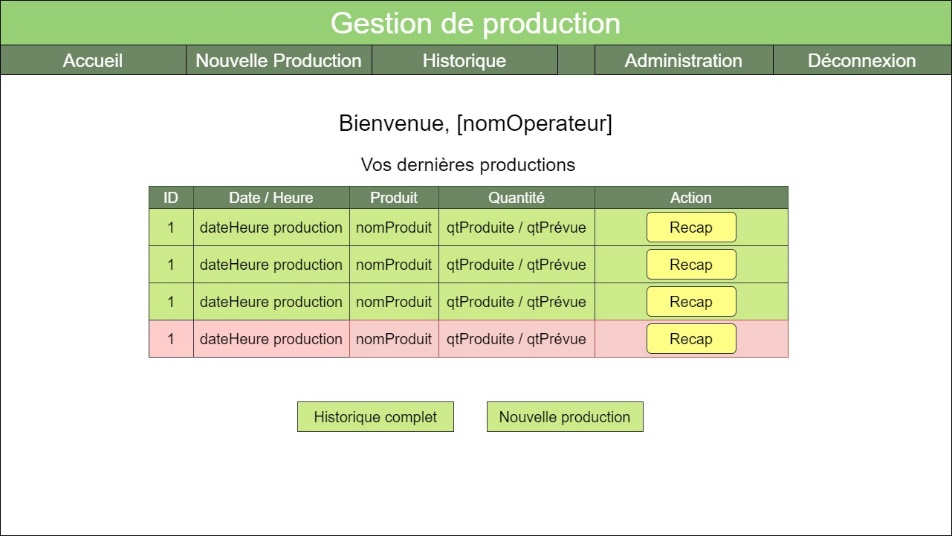 Gestion de production
Accueil Nouvelle Production Historique Administration Déconnexion
Bienvenue, [nomOperateur]
Vos dernières productions
ID Date / Heure Produit Quantité Action
1 dateHeure production nomProduit qtProduite / qtPrévue Recap
1 dateHeure production nomProduit qtProduite / qtPrévue Recap
1 dateHeure production nomProduit qtProduite / qtPrévue Recap
1 dateHeure production nomProduit qtProduite / qtPrévue Recap
Historique complet Nouvelle production